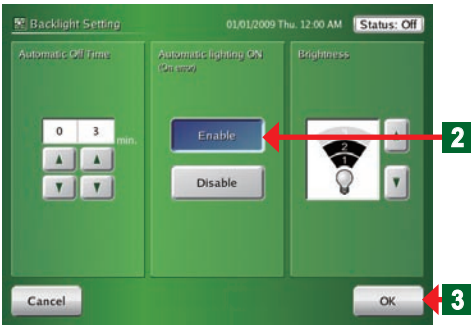 Backlight Setting 01/01/2009 Thu. 12:00 AM Status: Off
Automatic Off Time
Automatic lighting ON
(On error)
Brightness
0 3 min.
Enable
2
Disable
2
1
Cancel
OK
3